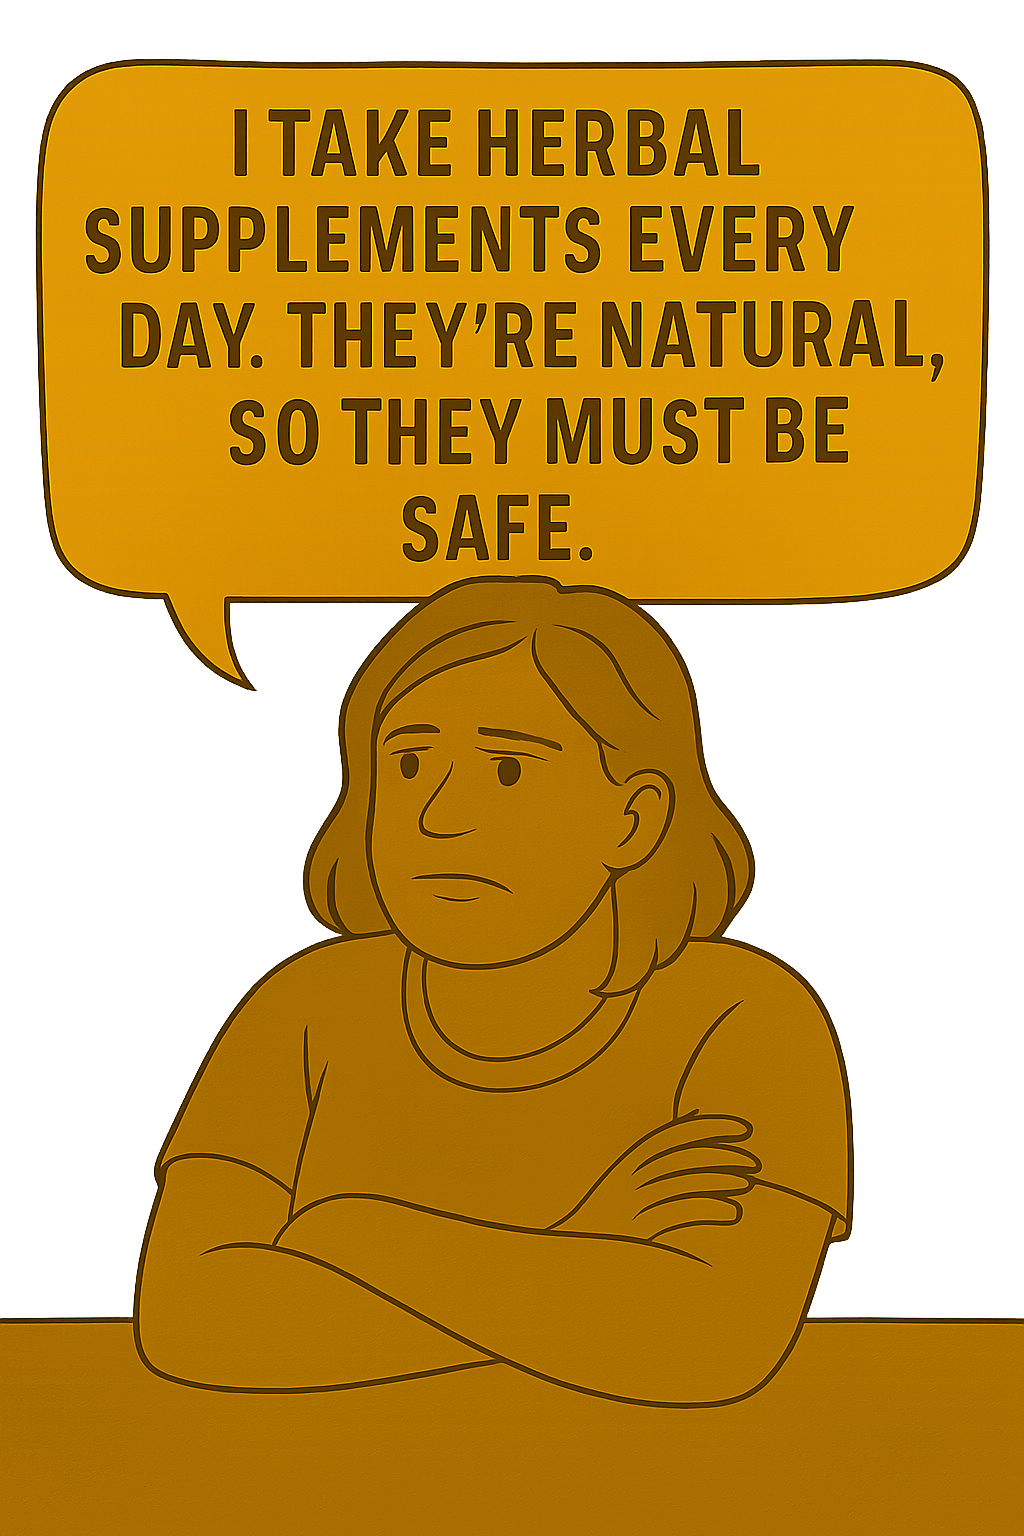 I TAKE HERBAL
SUPPLEMENTS EVERY
DAY. THEY’RE NATURAL,
SO THEY MUST BE
SAFE.